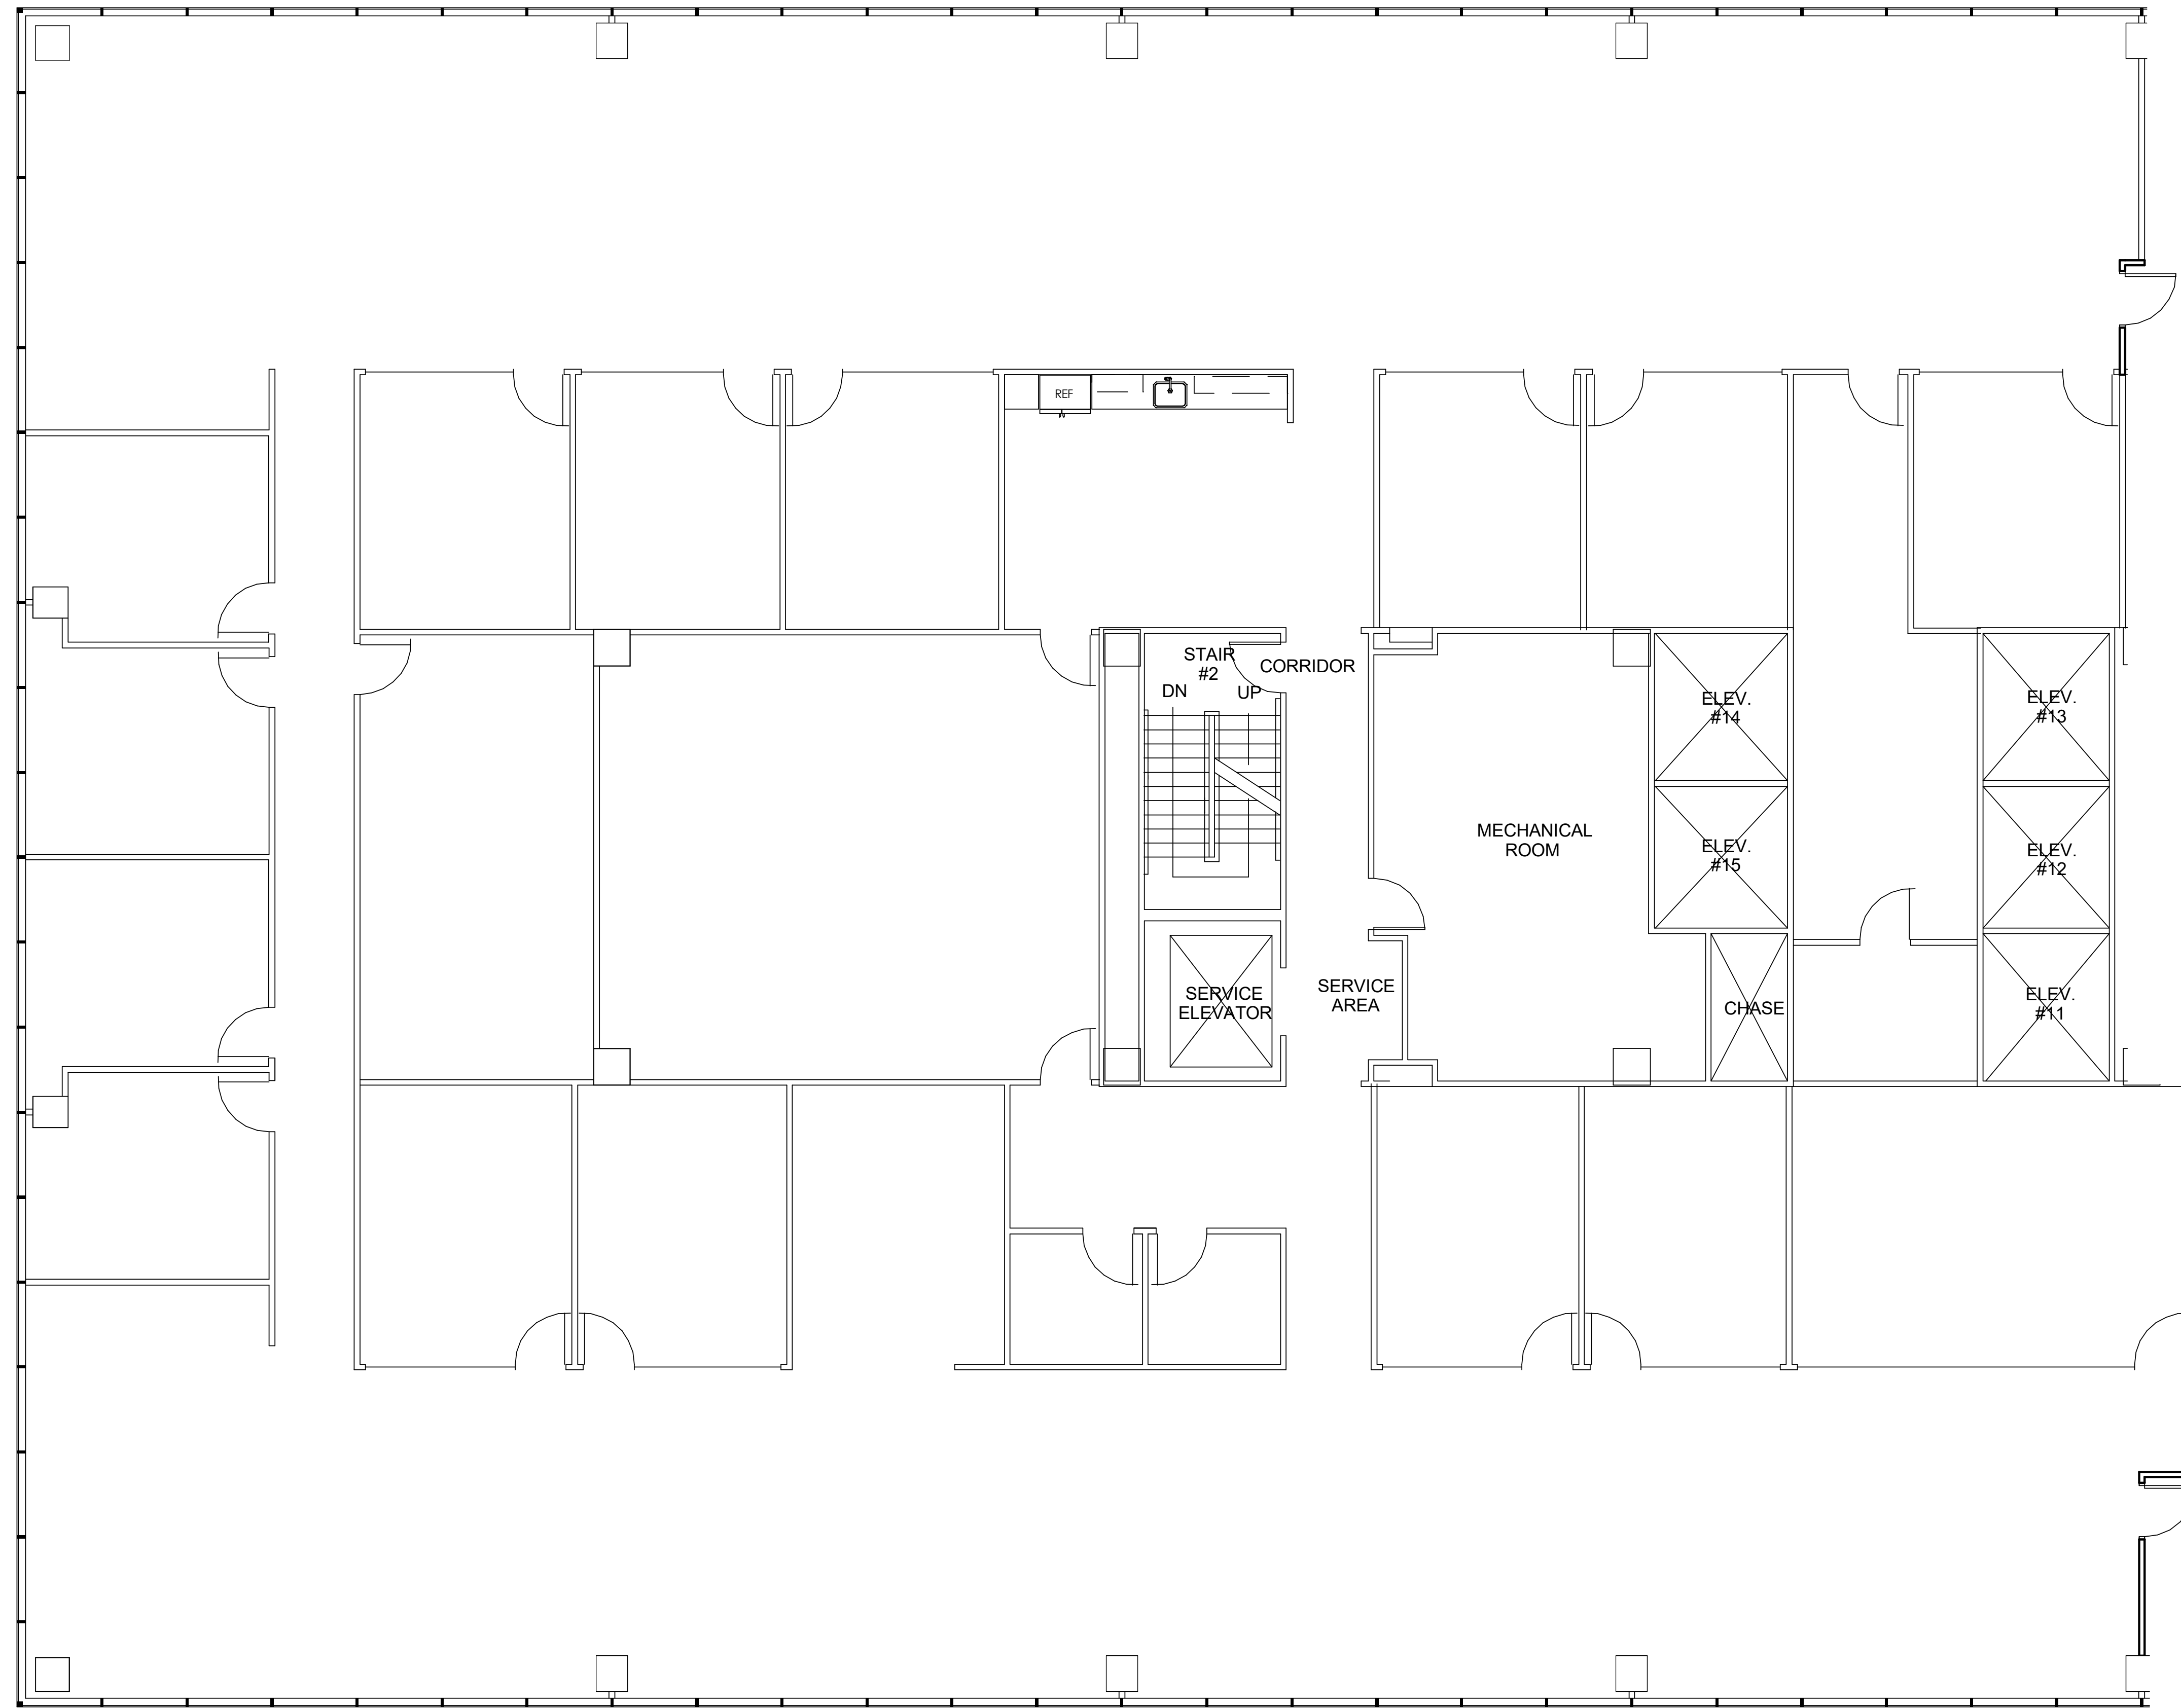 REF
STAIR
#2
CORRIDOR
DN
UP
ELEV.
#14
ELEV.
#13
MECHANICAL
ROOM
ELEV.
#15
ELEV.
#12
SERVICE
ELEVATOR
SERVICE
AREA
CHASE
ELEV.
#11